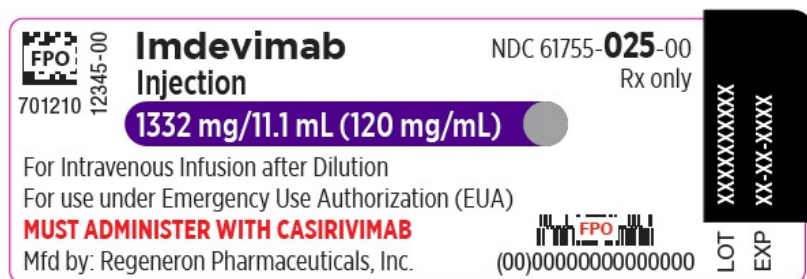 FPO
701210
12345-00
Imdevimab
Injection
NDC 61755-025-00
Rx only
1332 mg/11.1 mL (120 mg/mL)
For Intravenous Infusion after Dilution
For use under Emergency Use Authorization (EUA)
MUST ADMINISTER WITH CASIRIVIMAB
Mfd by: Regeneron Pharmaceuticals, Inc.
FPO
(00)00000000000000
LOT XXXXXXXXXXX
EXP XX-XX-XXXX